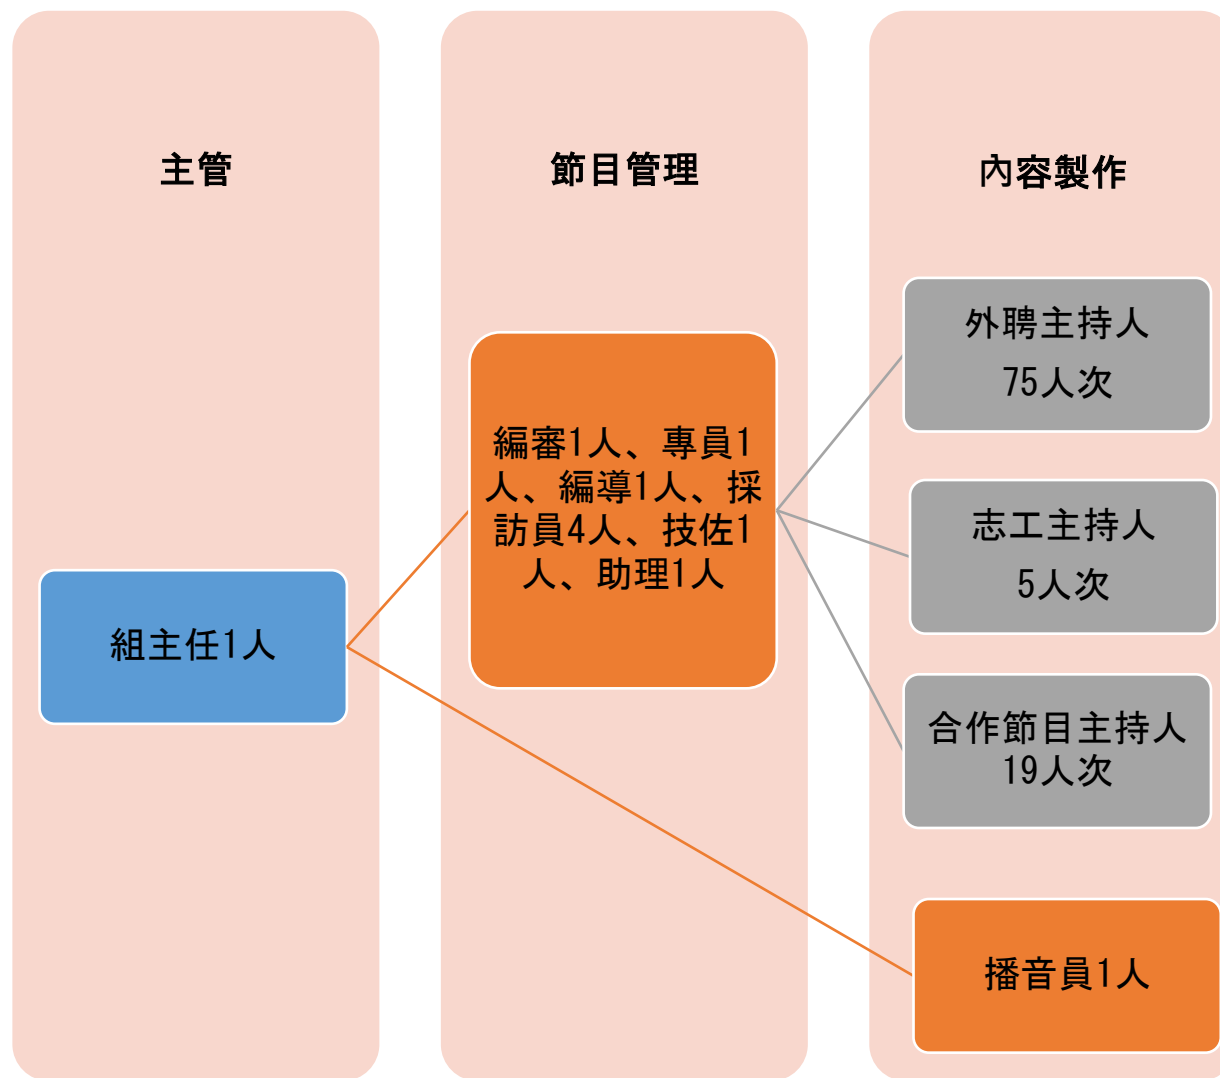 主管
節目管理
內容製作
組主任1人
編審1人、專員1
人、編導1人、採
訪員4人、技佐1
人、助理1人
外聘主持人
75人次
志工主持人
5人次
合作節目主持人
19人次
播音員1人